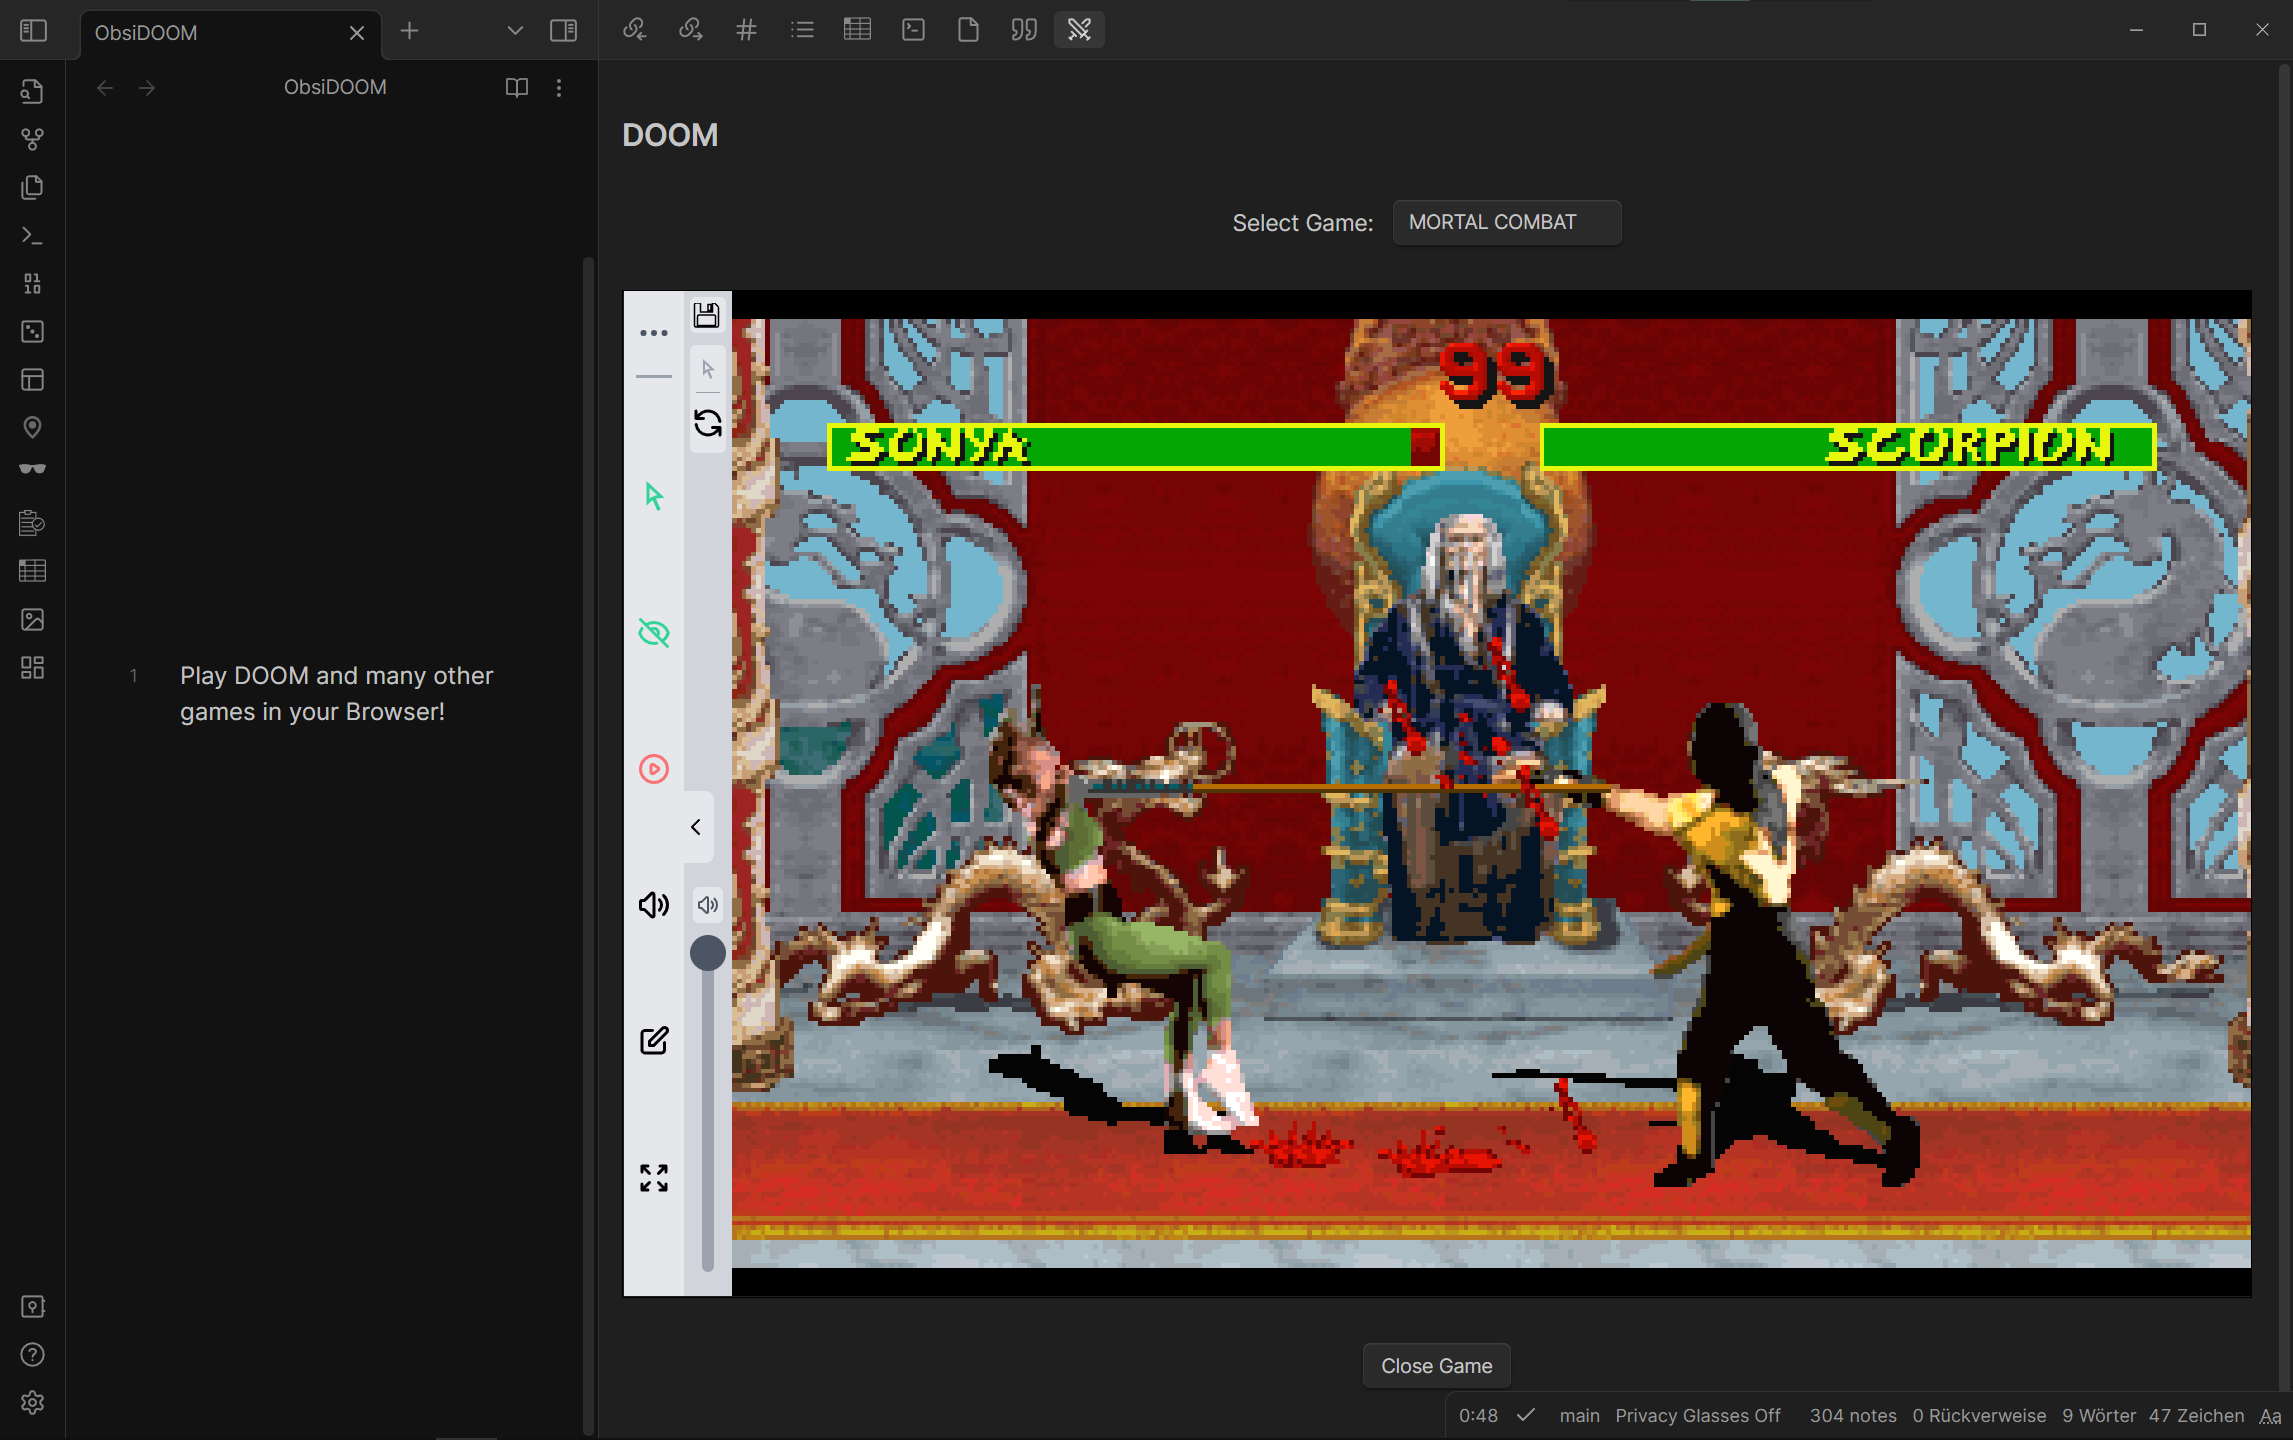 ObsiDOOM
ObsiDOOM
1 Play DOOM and many other
games in your Browser!
DOOM
Select Game: MORTAL COMBAT
99
SONYA SCORPION
Close Game
0:48 main Privacy Glasses Off 304 notes 0 Rückverweise 9 Wörter 47 Zeichen Aa